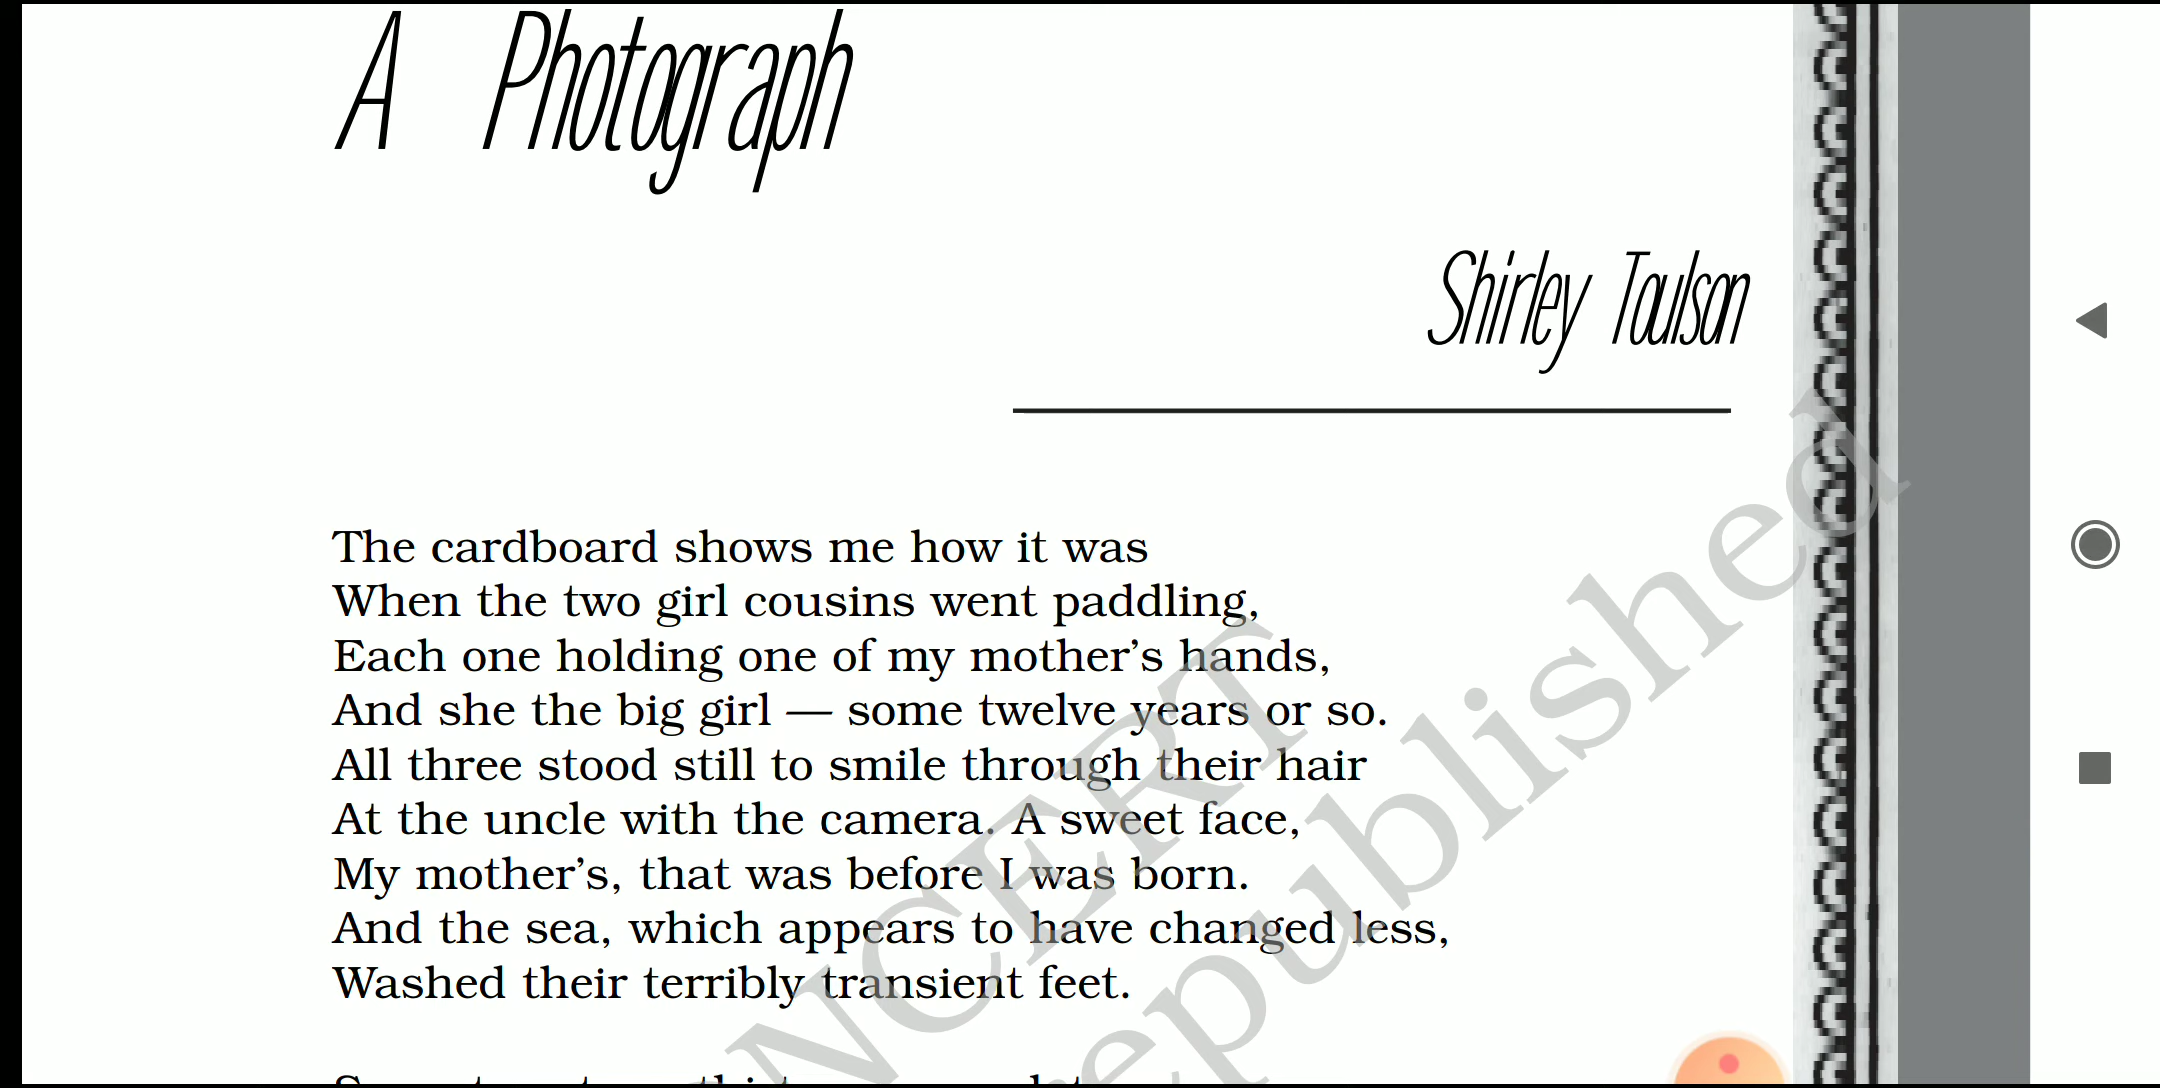 A Photograph
Shirley Toulson
The cardboard shows me how it was
When the two girl cousins went paddling,
Each one holding one of my mother’s hands,
And she the big girl — some twelve years or so.
All three stood still to smile through their hair
At the uncle with the camera. A sweet face,
My mother’s, that was before I was born.
And the sea, which appears to have changed less,
Washed their terribly transient feet.
NCERT
republished